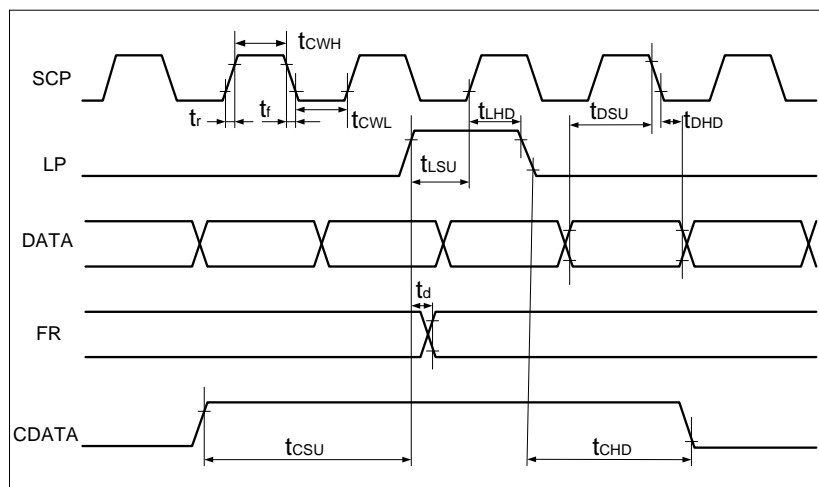 tCWH
SCP
tr
tf
tCWL
tLHD
tDSU
tDHD
LP
tLSU
DATA
td
FR
CDATA
tCSU
tCHD